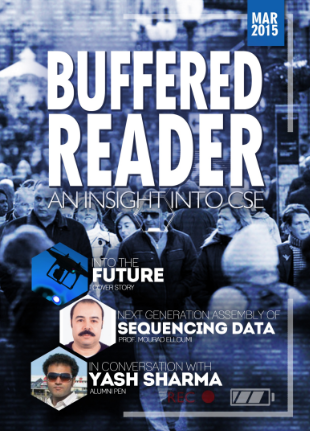 MAR
2015
BUFFERED
READER
AN INSIGHT INTO CSE
INTO THE
FUTURE
COVER STORY
NEXT GENERATION ASSEMBLY OF
SEQUENCING DATA
PROF. MOURAD ELLOUMI
IN CONVERSATION WITH
YASH SHARMA
ALUMNI PEN
REC